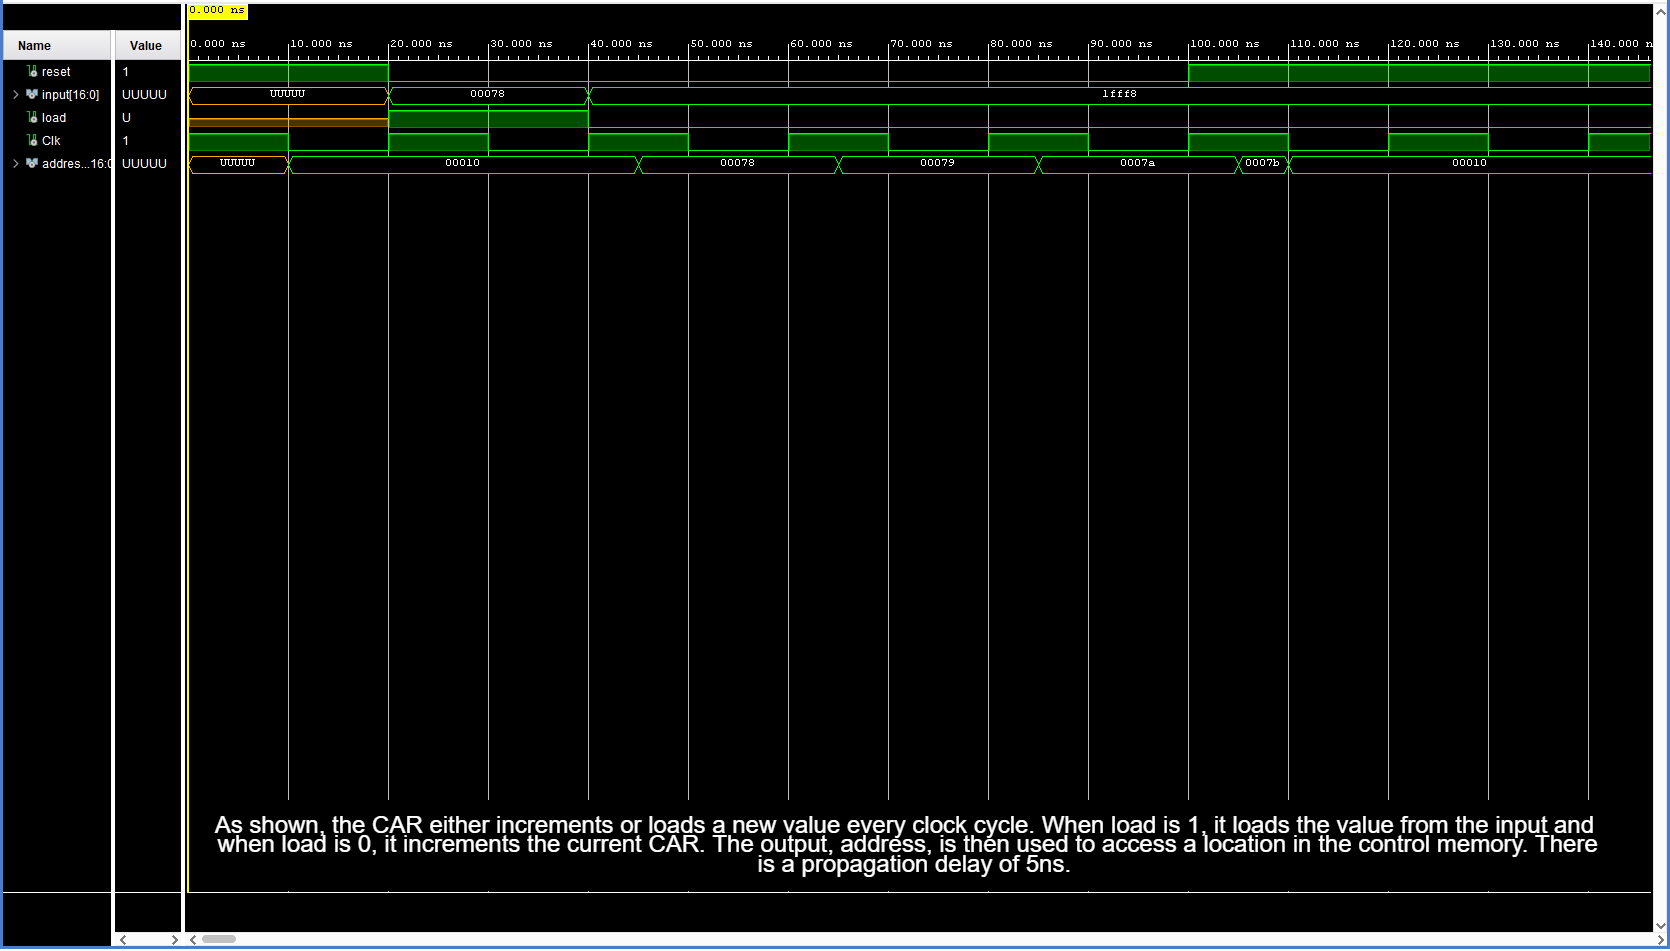 0.000 ns
Name Value
0.000 ns 10.000 ns 20.000 ns 30.000 ns 40.000 ns 50.000 ns 60.000 ns 70.000 ns 80.000 ns 90.000 ns 100.000 ns 110.000 ns 120.000 ns 130.000 ns 140.000 n
reset 1
input[16:0] UUUUU UUUUU 00078 1fff8
load U
Clk 1
addres...16:0 UUUUU UUUUU 00010 00078 00079 0007a 0007b 00010
As shown, the CAR either increments or loads a new value every clock cycle. When load is 1, it loads the value from the input and
when load is 0, it increments the current CAR. The output, address, is then used to access a location in the control memory. There
is a propagation delay of 5ns.